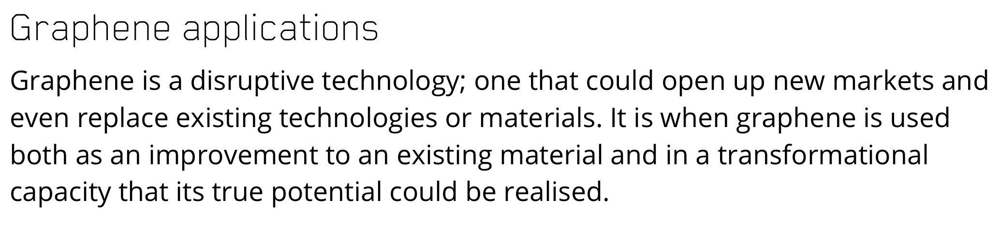 Graphene applications
Graphene is a disruptive technology; one that could open up new markets and
even replace existing technologies or materials. It is when graphene is used
both as an improvement to an existing material and in a transformational
capacity that its true potential could be realised.